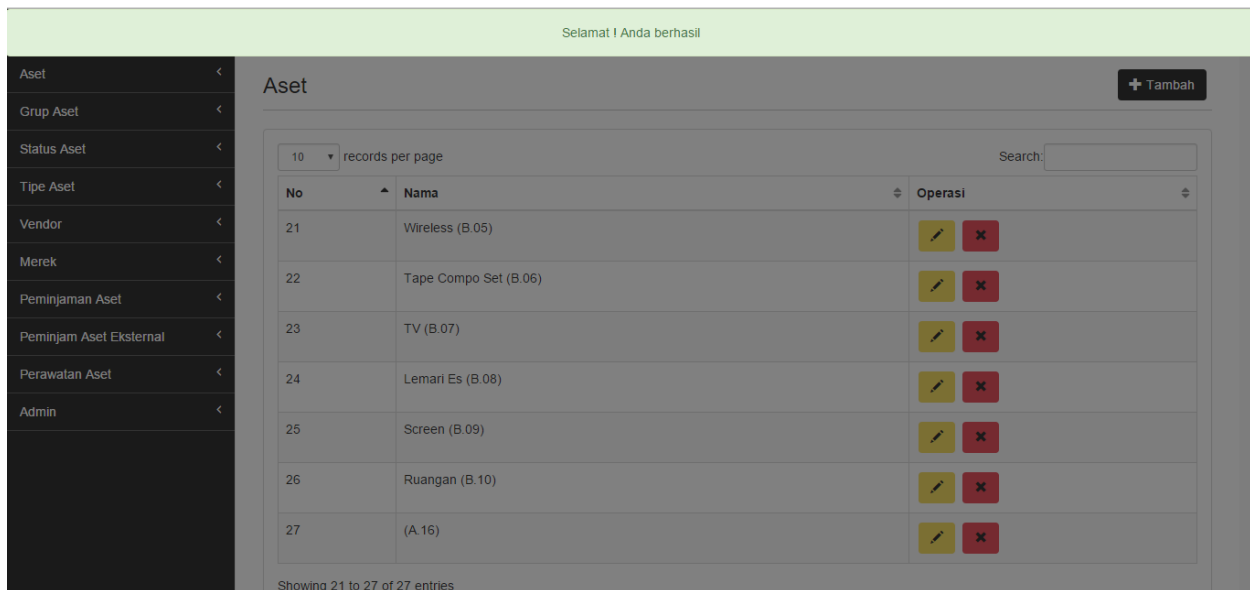 Selamat ! Anda berhasil
Aset
Grup Aset
Status Aset
Tipe Aset
Vendor
Merek
Peminjaman Aset
Peminjam Aset Eksternal
Perawatan Aset
Admin
Aset
Tambah
10 records per page
Search:
No Nama Operasi
21 Wireless (B.05)
22 Tape Compo Set (B.06)
23 TV (B.07)
24 Lemari Es (B.08)
25 Screen (B.09)
26 Ruangan (B.10)
27 (A.16)
Showing 21 to 27 of 27 entries